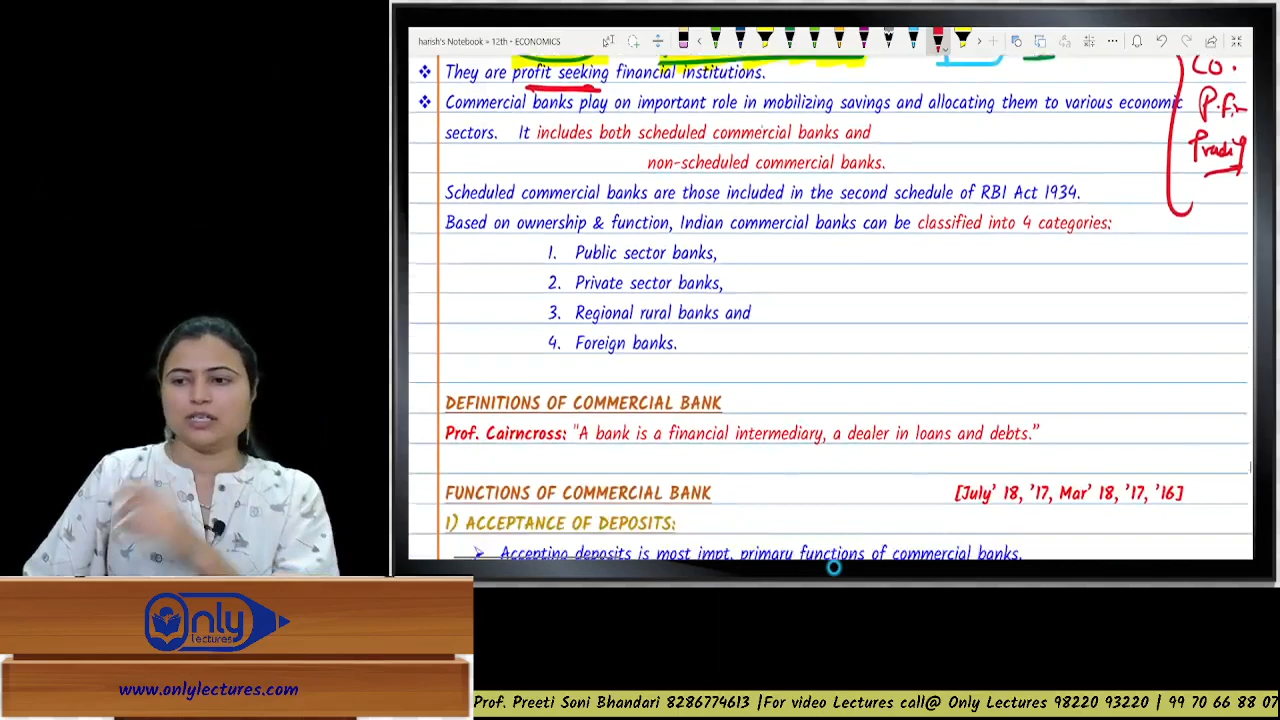 harish's Notebook » 12th • ECONOMICS
They are profit seeking financial institutions.
Commercial banks play on important role in mobilizing savings and allocating them to various economic
sectors. It includes both scheduled commercial banks and
non-scheduled commercial banks.
Scheduled commercial banks are those included in the second schedule of RBI Act 1934.
Based on ownership & function, Indian commercial banks can be classified into 4 categories:
1. Public sector banks,
2. Private sector banks,
3. Regional rural banks and
4. Foreign banks.
DEFINITIONS OF COMMERCIAL BANK
Prof. Cairncross: "A bank is a financial intermediary, a dealer in loans and debts.”
FUNCTIONS OF COMMERCIAL BANK [July' 18, '17, Mar' 18, '17, '16]
1) ACCEPTANCE OF DEPOSITS:
Accepting deposits is most impt. primary functions of commercial banks.
Co.
Only
lectures
www.onlylectures.com
Prof. Preeti Soni Bhandari 8286774613 |For video Lectures call@ Only Lectures 98220 93220 | 99 70 66 88 07